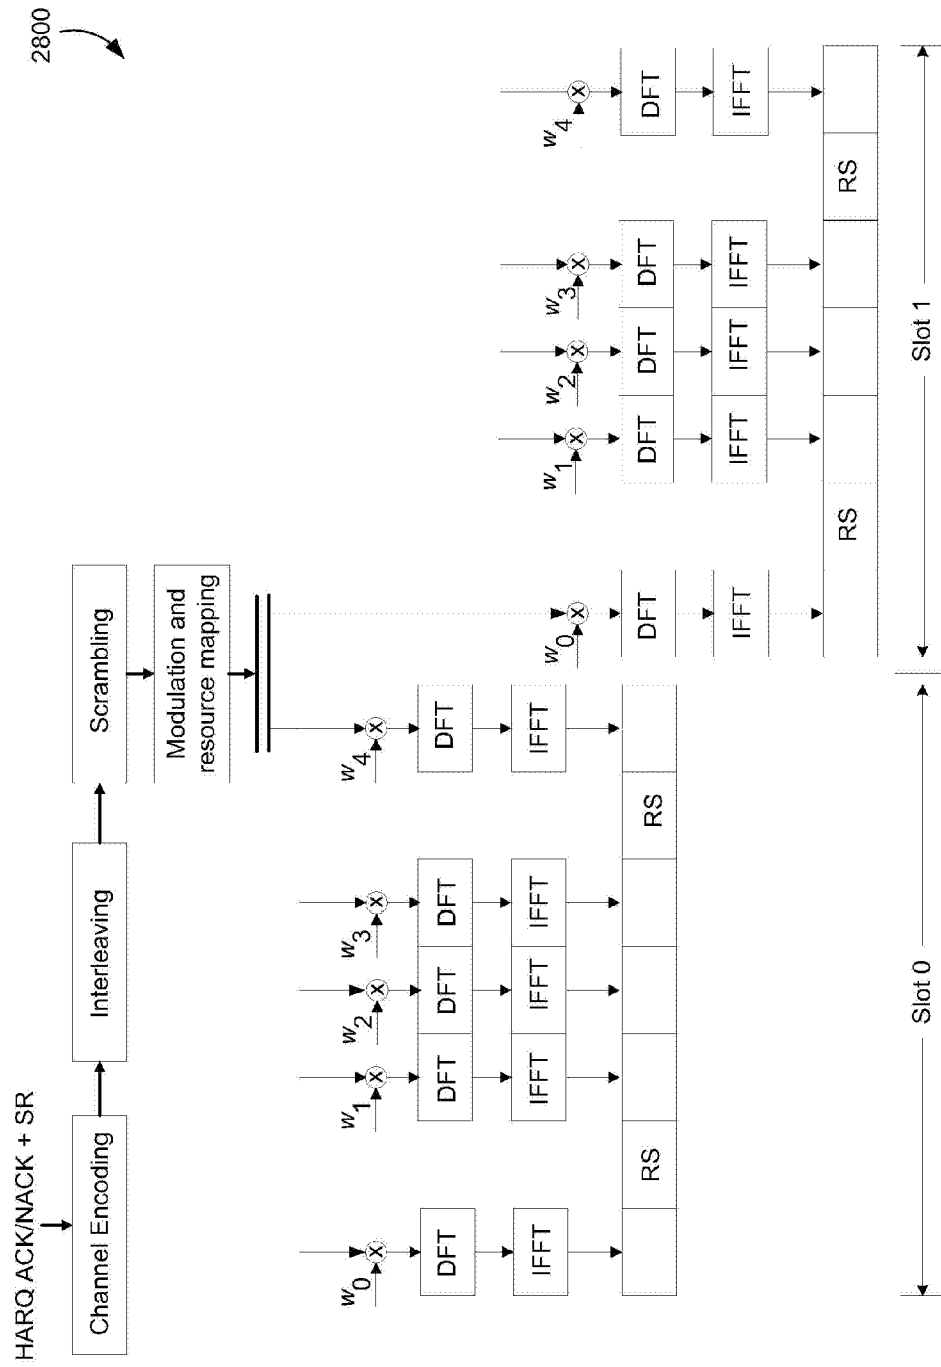 2800
HARQ ACK/NACK + SR
Channel Encoding
Interleaving
Scrambling
Modulation and
resource mapping
w0
w1
w2
w3
w4
DFT
DFT
DFT
DFT
DFT
IFFT
IFFT
IFFT
IFFT
IFFT
RS
RS
Slot 0
w0
w1
w2
w3
w4
DFT
DFT
DFT
DFT
DFT
IFFT
IFFT
IFFT
IFFT
IFFT
RS
RS
Slot 1